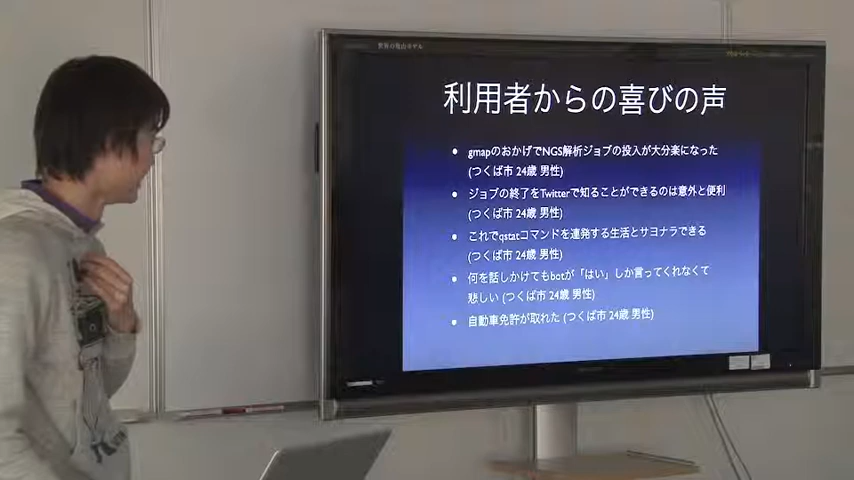 世界の亀山モデル
利用者からの喜びの声
• gmapのおかげでNGS解析ジョブの投入が大分楽になった
(つくば市 24歳 男性)
• ジョブの終了をTwitterで知ることができるのは意外と便利
(つくば市 24歳 男性)
• これでqstatコマンドを連発する生活とサヨナラできる
(つくば市 24歳 男性)
• 何を話しかけてもbotが「はい」しか言ってくれなくて
悲しい (つくば市 24歳 男性)
• 自動車免許が取れた (つくば市 24歳 男性)